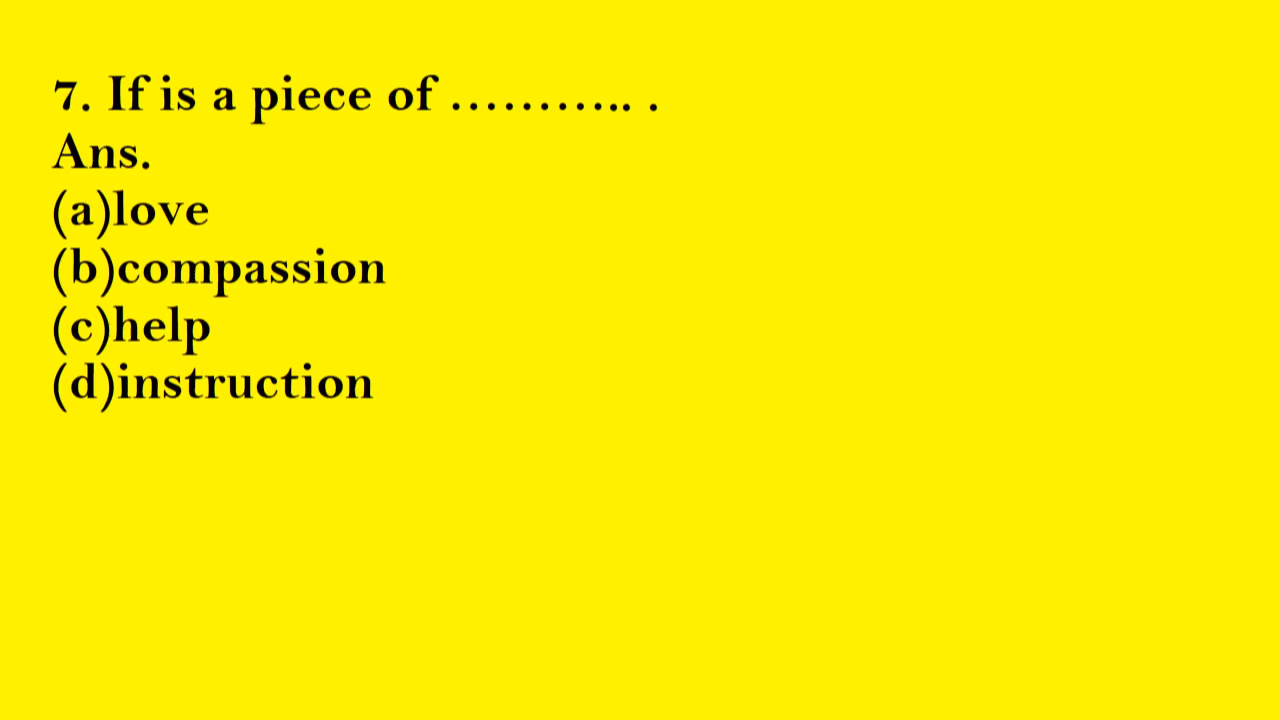 7. If is a piece of ……….. .
Ans.
(a)love
(b)compassion
(c)help
(d)instruction